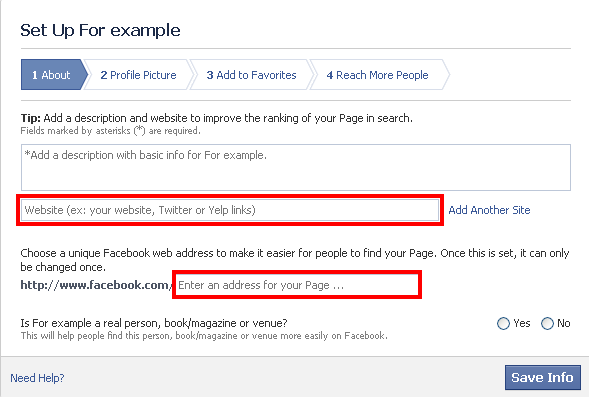 Set Up For example
1 About 2 Profile Picture 3 Add to Favorites 4 Reach More People
Tip: Add a description and website to improve the ranking of your Page in search.
Fields marked by asterisks (*) are required.
*Add a description with basic info for For example.
Website (ex: your website, Twitter or Yelp links) Add Another Site
Choose a unique Facebook web address to make it easier for people to find your Page. Once this is set, it can only
be changed once.
http://www.facebook.com/ Enter an address for your Page ...
Is For example a real person, book/magazine or venue? Yes No
This will help people find this person, book/magazine or venue more easily on Facebook.
Need Help? Save Info